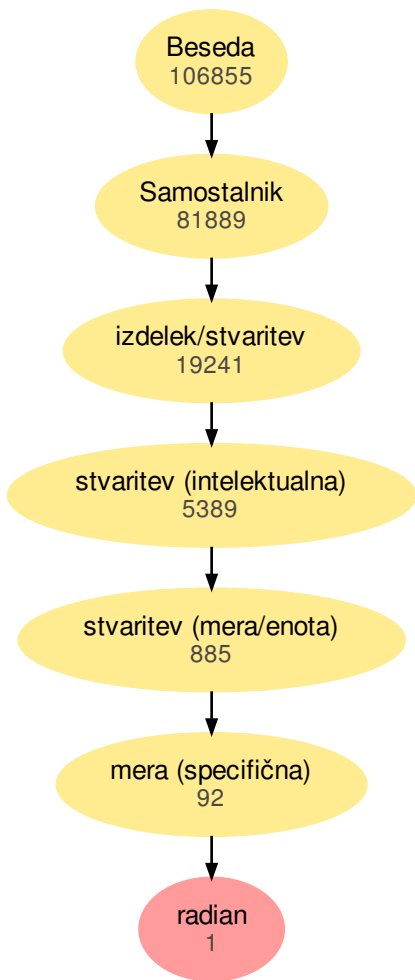 Beseda
106855
Samostalnik
81889
izdelek/stvaritev
19241
stvaritev (intelektualna)
5389
stvaritev (mera/enota)
885
mera (specifična)
92
radian
1